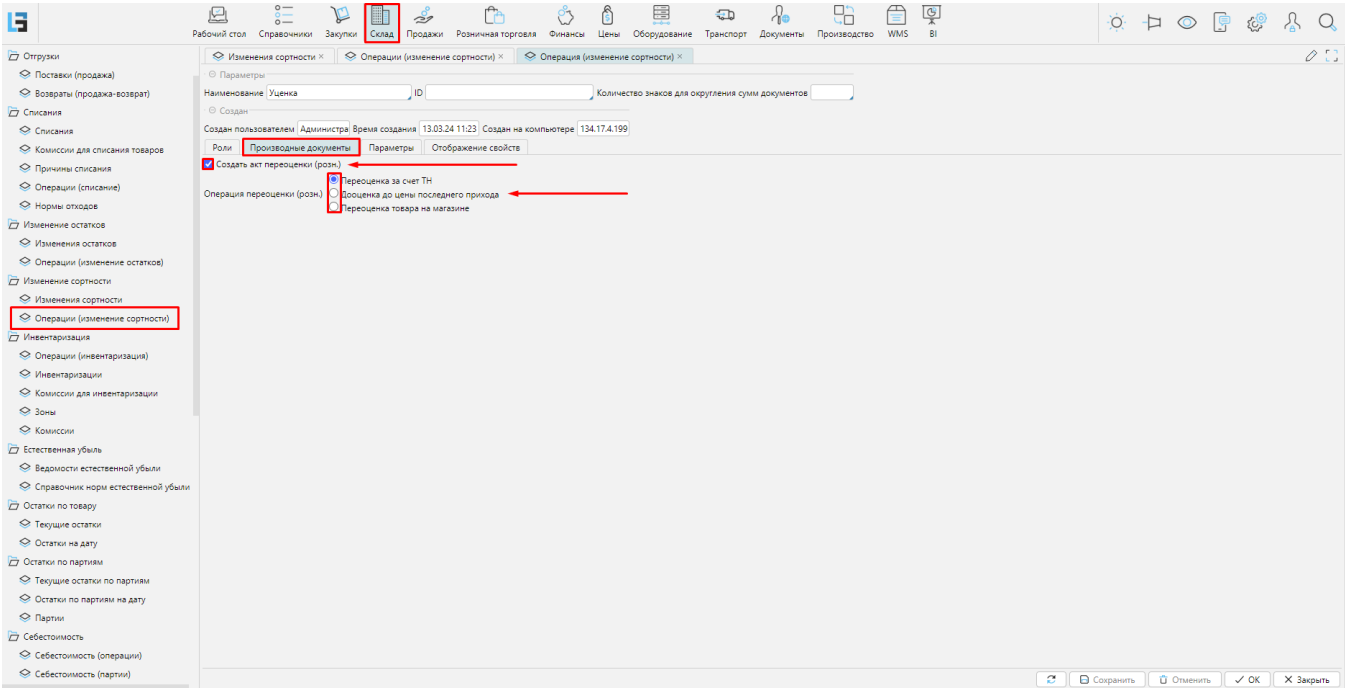 Рабочий стол Справочники Закупки Склад Продажи Розничная торговля Финансы Цены Оборудование Транспорт Документы Производство WMS BI
Отгрузки
Поставки (продажа)
Возвраты (продажа-возврат)
Списания
Списания
Комиссии для списания товаров
Причины списания
Операции (списание)
Нормы отходов
Изменение остатков
Изменения остатков
Операции (изменение остатков)
Изменение сортности
Изменения сортности
Операции (изменение сортности)
Инвентаризация
Операции (инвентаризация)
Инвентаризации
Комиссии для инвентаризации
Зоны
Комиссии
Естественная убыль
Ведомости естественной убыли
Справочник норм естественной убыли
Остатки по товару
Текущие остатки
Остатки на дату
Остатки по партиям
Текущие остатки по партиям
Остатки по партиям на дату
Партии
Себестоимость
Себестоимость (операции)
Себестоимость (партии)
Изменения сортности × Операции (изменение сортности) × Операция (изменение сортности) ×
Параметры
Наименование Уценка ID Количество знаков для округления сумм документов
Создан
Создан пользователем Администра Время создания 13.03.24 11:23 Создан на компьютере 134.17.4.199
Роли Производные документы Параметры Отображение свойств
Создать акт переоценки (розн.)
Операция переоценки (розн.)
Переоценка за счет ТН
Дооценка до цены последнего прихода
Переоценка товара на магазине
Сохранить Отменить OK Закрыть